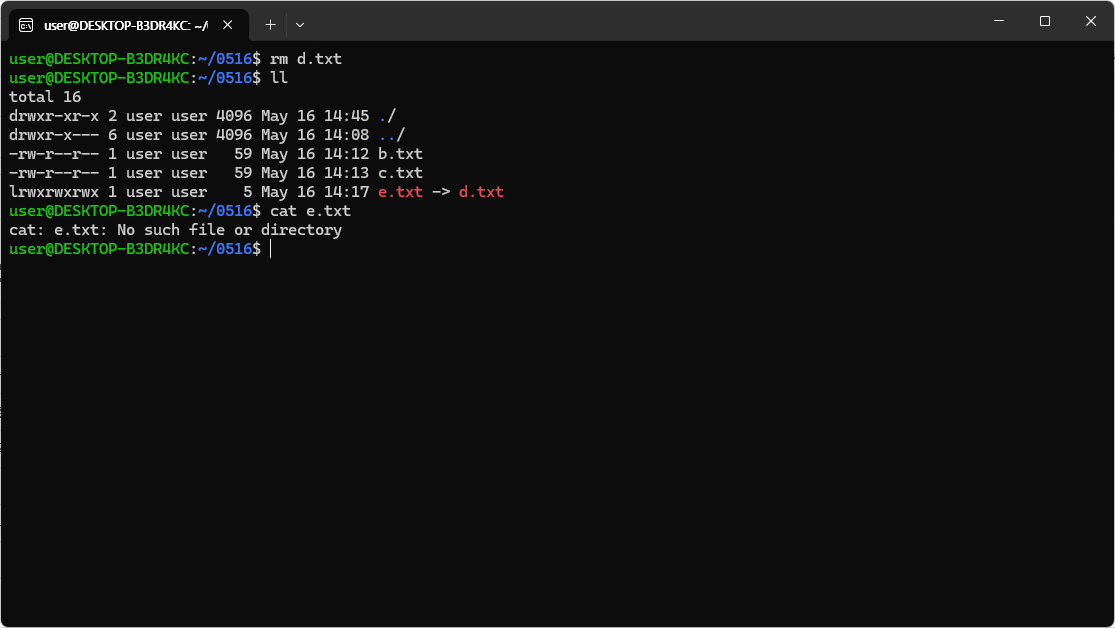 user@DESKTOP-B3DR4KC: ~/
user@DESKTOP-B3DR4KC:~/0516$ rm d.txt
user@DESKTOP-B3DR4KC:~/0516$ ll
total 16
drwxr-xr-x 2 user user 4096 May 16 14:45 ./
drwxr-x--- 6 user user 4096 May 16 14:08 ../
-rw-r--r-- 1 user user   59 May 16 14:12 b.txt
-rw-r--r-- 1 user user   59 May 16 14:13 c.txt
lrwxrwxrwx 1 user user    5 May 16 14:17 e.txt -> d.txt
user@DESKTOP-B3DR4KC:~/0516$ cat e.txt
cat: e.txt: No such file or directory
user@DESKTOP-B3DR4KC:~/0516$